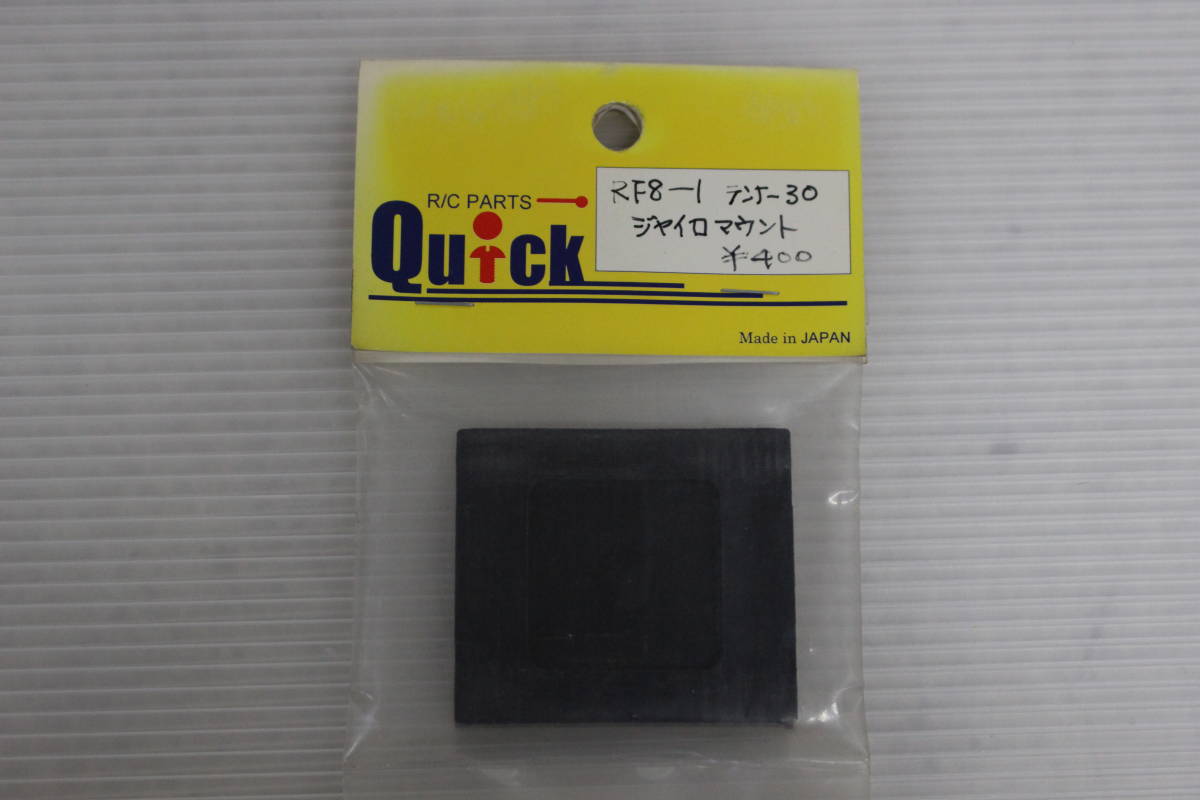 R/C PARTS
Quick
RF8-1 テンパー30
ジャイロマウント
¥400
Made in JAPAN